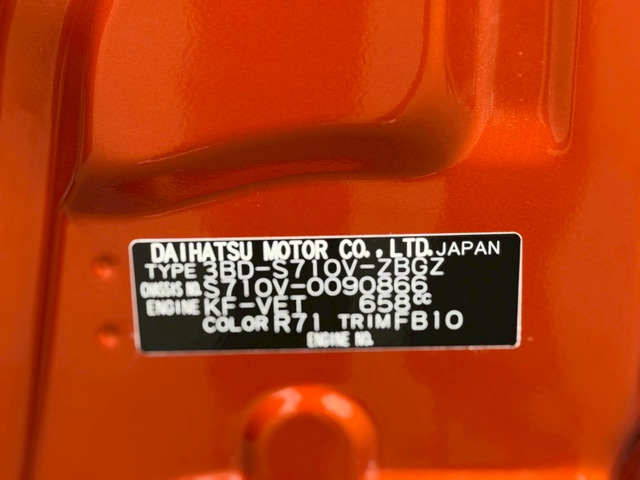 DAIHATSU MOTOR CO., LTD. JAPAN
TYPE 3BD-S710V-ZBGZ
CHASSIS NO. S710V-0090866
ENGINE KF-VET 658cc
COLOR R71 TRIM FB10
ENGINE NO.